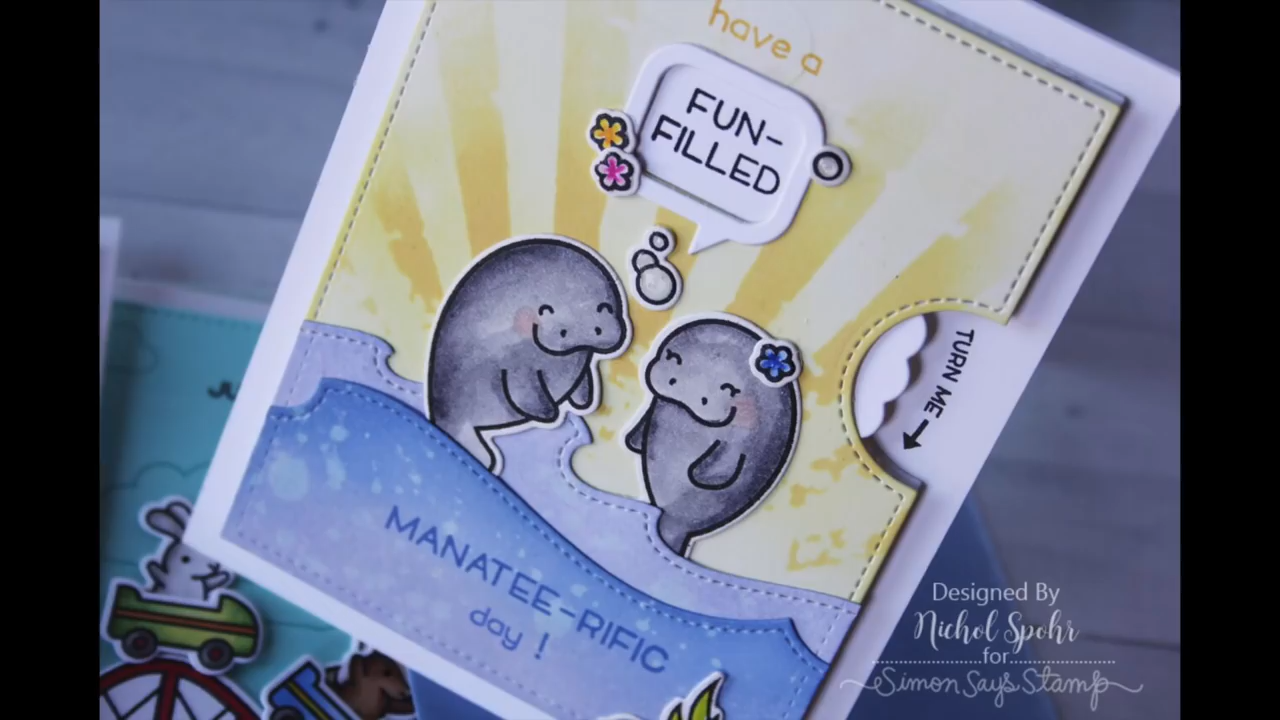 have a
FUN-
FILLED
TURN ME
MANATEE-RIFIC
day !
Designed By
Nichol Spohr
for
Simon Says Stamp